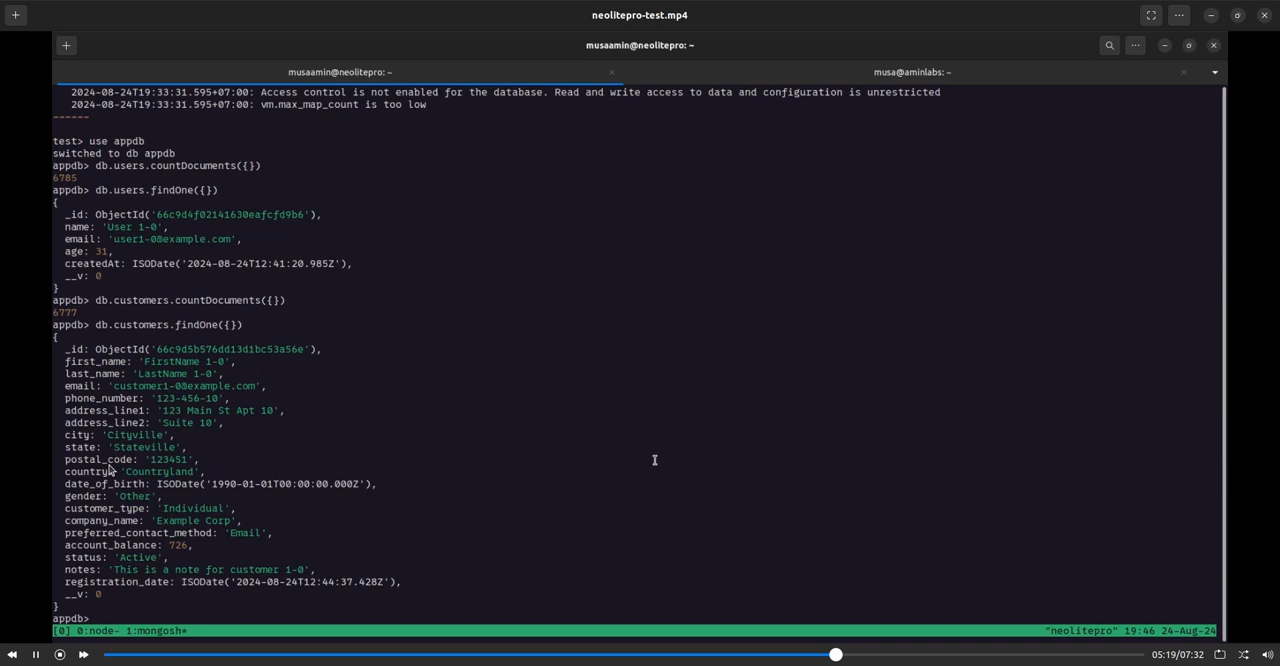 neolitepro-test.mp4
musaamin@neolitepro: ~
musaamin@neolitepro: ~
musa@aminlabs: ~
2024-08-24T19:33:31.595+07:00: Access control is not enabled for the database. Read and write access to data and configuration is unrestricted
2024-08-24T19:33:31.595+07:00: vm.max_map_count is too low
------
test> use appdb
switched to db appdb
appdb> db.users.countDocuments({})
6785
appdb> db.users.findOne({})
{
_id: ObjectId('66c9d4f02141630eafcfd9b6'),
name: 'User 1-0',
email: 'user1-0@example.com',
age: 31,
createdAt: ISODate('2024-08-24T12:41:20.985Z'),
__v: 0
}
appdb> db.customers.countDocuments({})
6777
appdb> db.customers.findOne({})
{
_id: ObjectId('66c9d5b576dd13d1bc53a56e'),
first_name: 'FirstName 1-0',
last_name: 'LastName 1-0',
email: 'customer1-0@example.com',
phone_number: '123-456-10',
address_line1: '123 Main St Apt 10',
address_line2: 'Suite 10',
city: 'Cityville',
state: 'Stateville',
postal_code: '123451',
country: 'Countryland',
date_of_birth: ISODate('1990-01-01T00:00:00.000Z'),
gender: 'Other',
customer_type: 'Individual',
company_name: 'Example Corp',
preferred_contact_method: 'Email',
account_balance: 726,
status: 'Active',
notes: 'This is a note for customer 1-0',
registration_date: ISODate('2024-08-24T12:44:37.428Z'),
__v: 0
}
appdb>
[0] 0:node- 1:mongosh* "neolitepro" 19:46 24-Aug-24
05:19/07:32